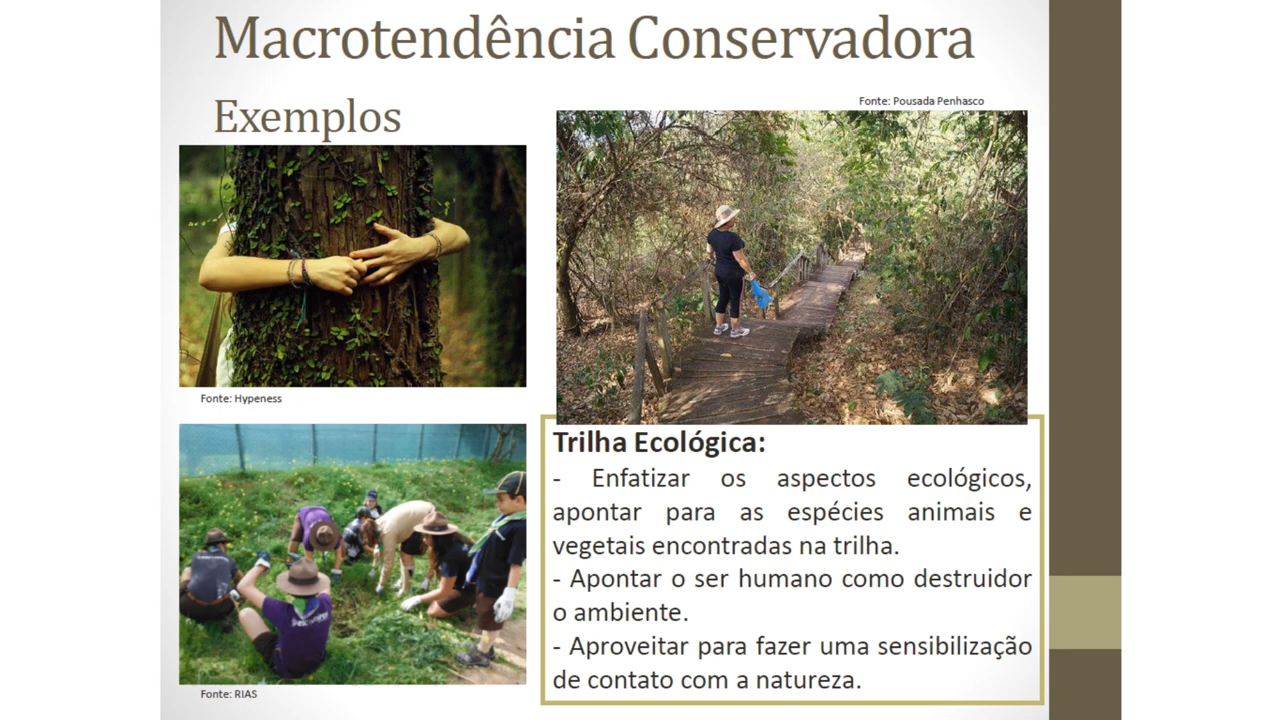 Macrotendência Conservadora
Exemplos
Fonte: Pousada Penhasco
Fonte: Hypeness
Fonte: RIAS
Trilha Ecológica:
- Enfatizar os aspectos ecológicos,
apontar para as espécies animais e
vegetais encontradas na trilha.
- Apontar o ser humano como destruidor
o ambiente.
- Aproveitar para fazer uma sensibilização
de contato com a natureza.